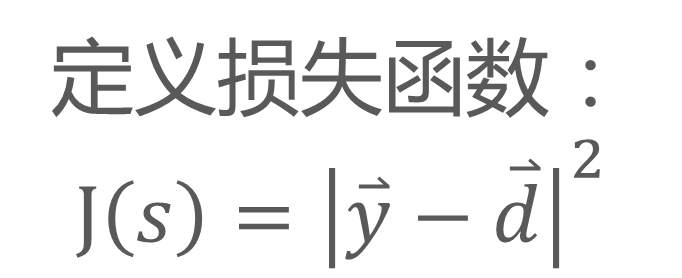 定义损失函数：
J(s) = |y⃗ − d⃗|²